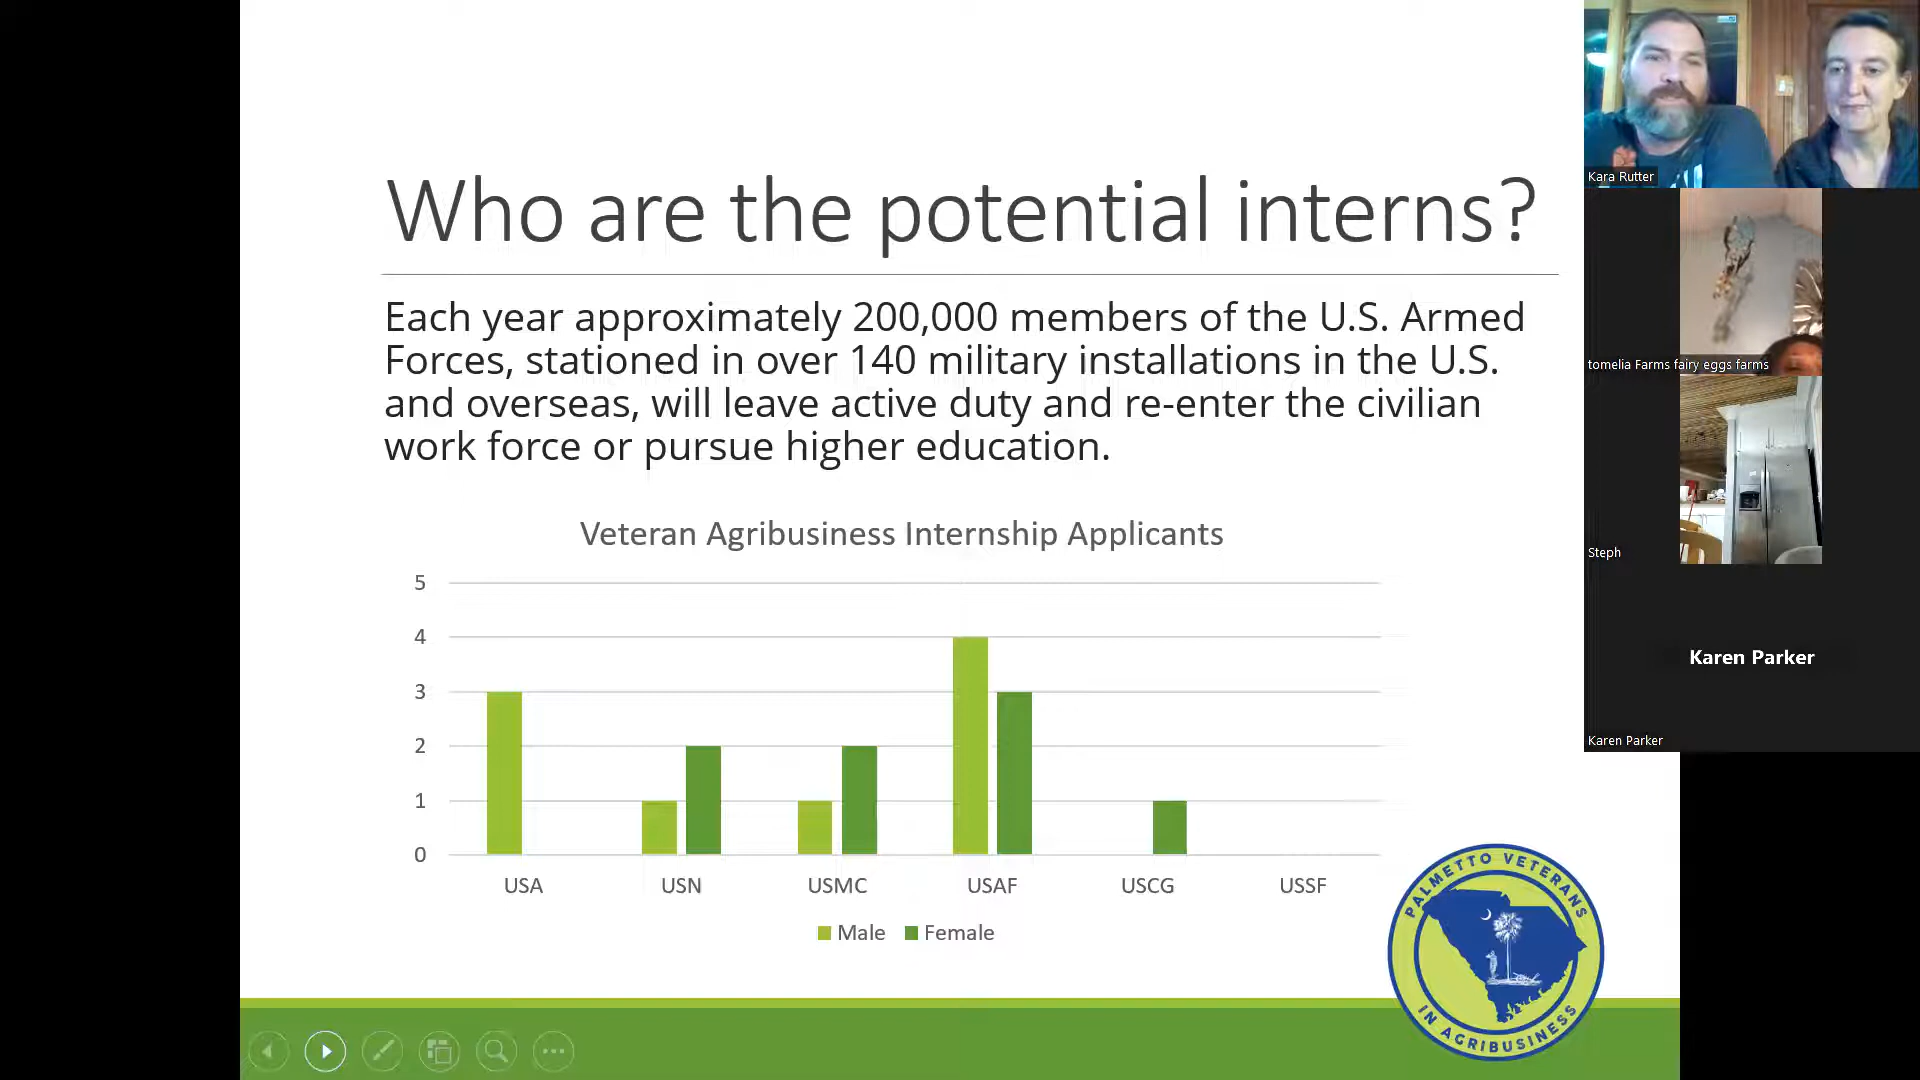 Who are the potential interns?
Each year approximately 200,000 members of the U.S. Armed
Forces, stationed in over 140 military installations in the U.S.
and overseas, will leave active duty and re-enter the civilian
work force or pursue higher education.
Veteran Agribusiness Internship Applicants
5
4
3
2
1
0
USA USN USMC USAF USCG USSF
Male Female
PALMETTO VETERANS
IN AGRIBUSINESS
Kara Rutter
tomelia Farms fairy eggs farms
Steph
Karen Parker
Karen Parker